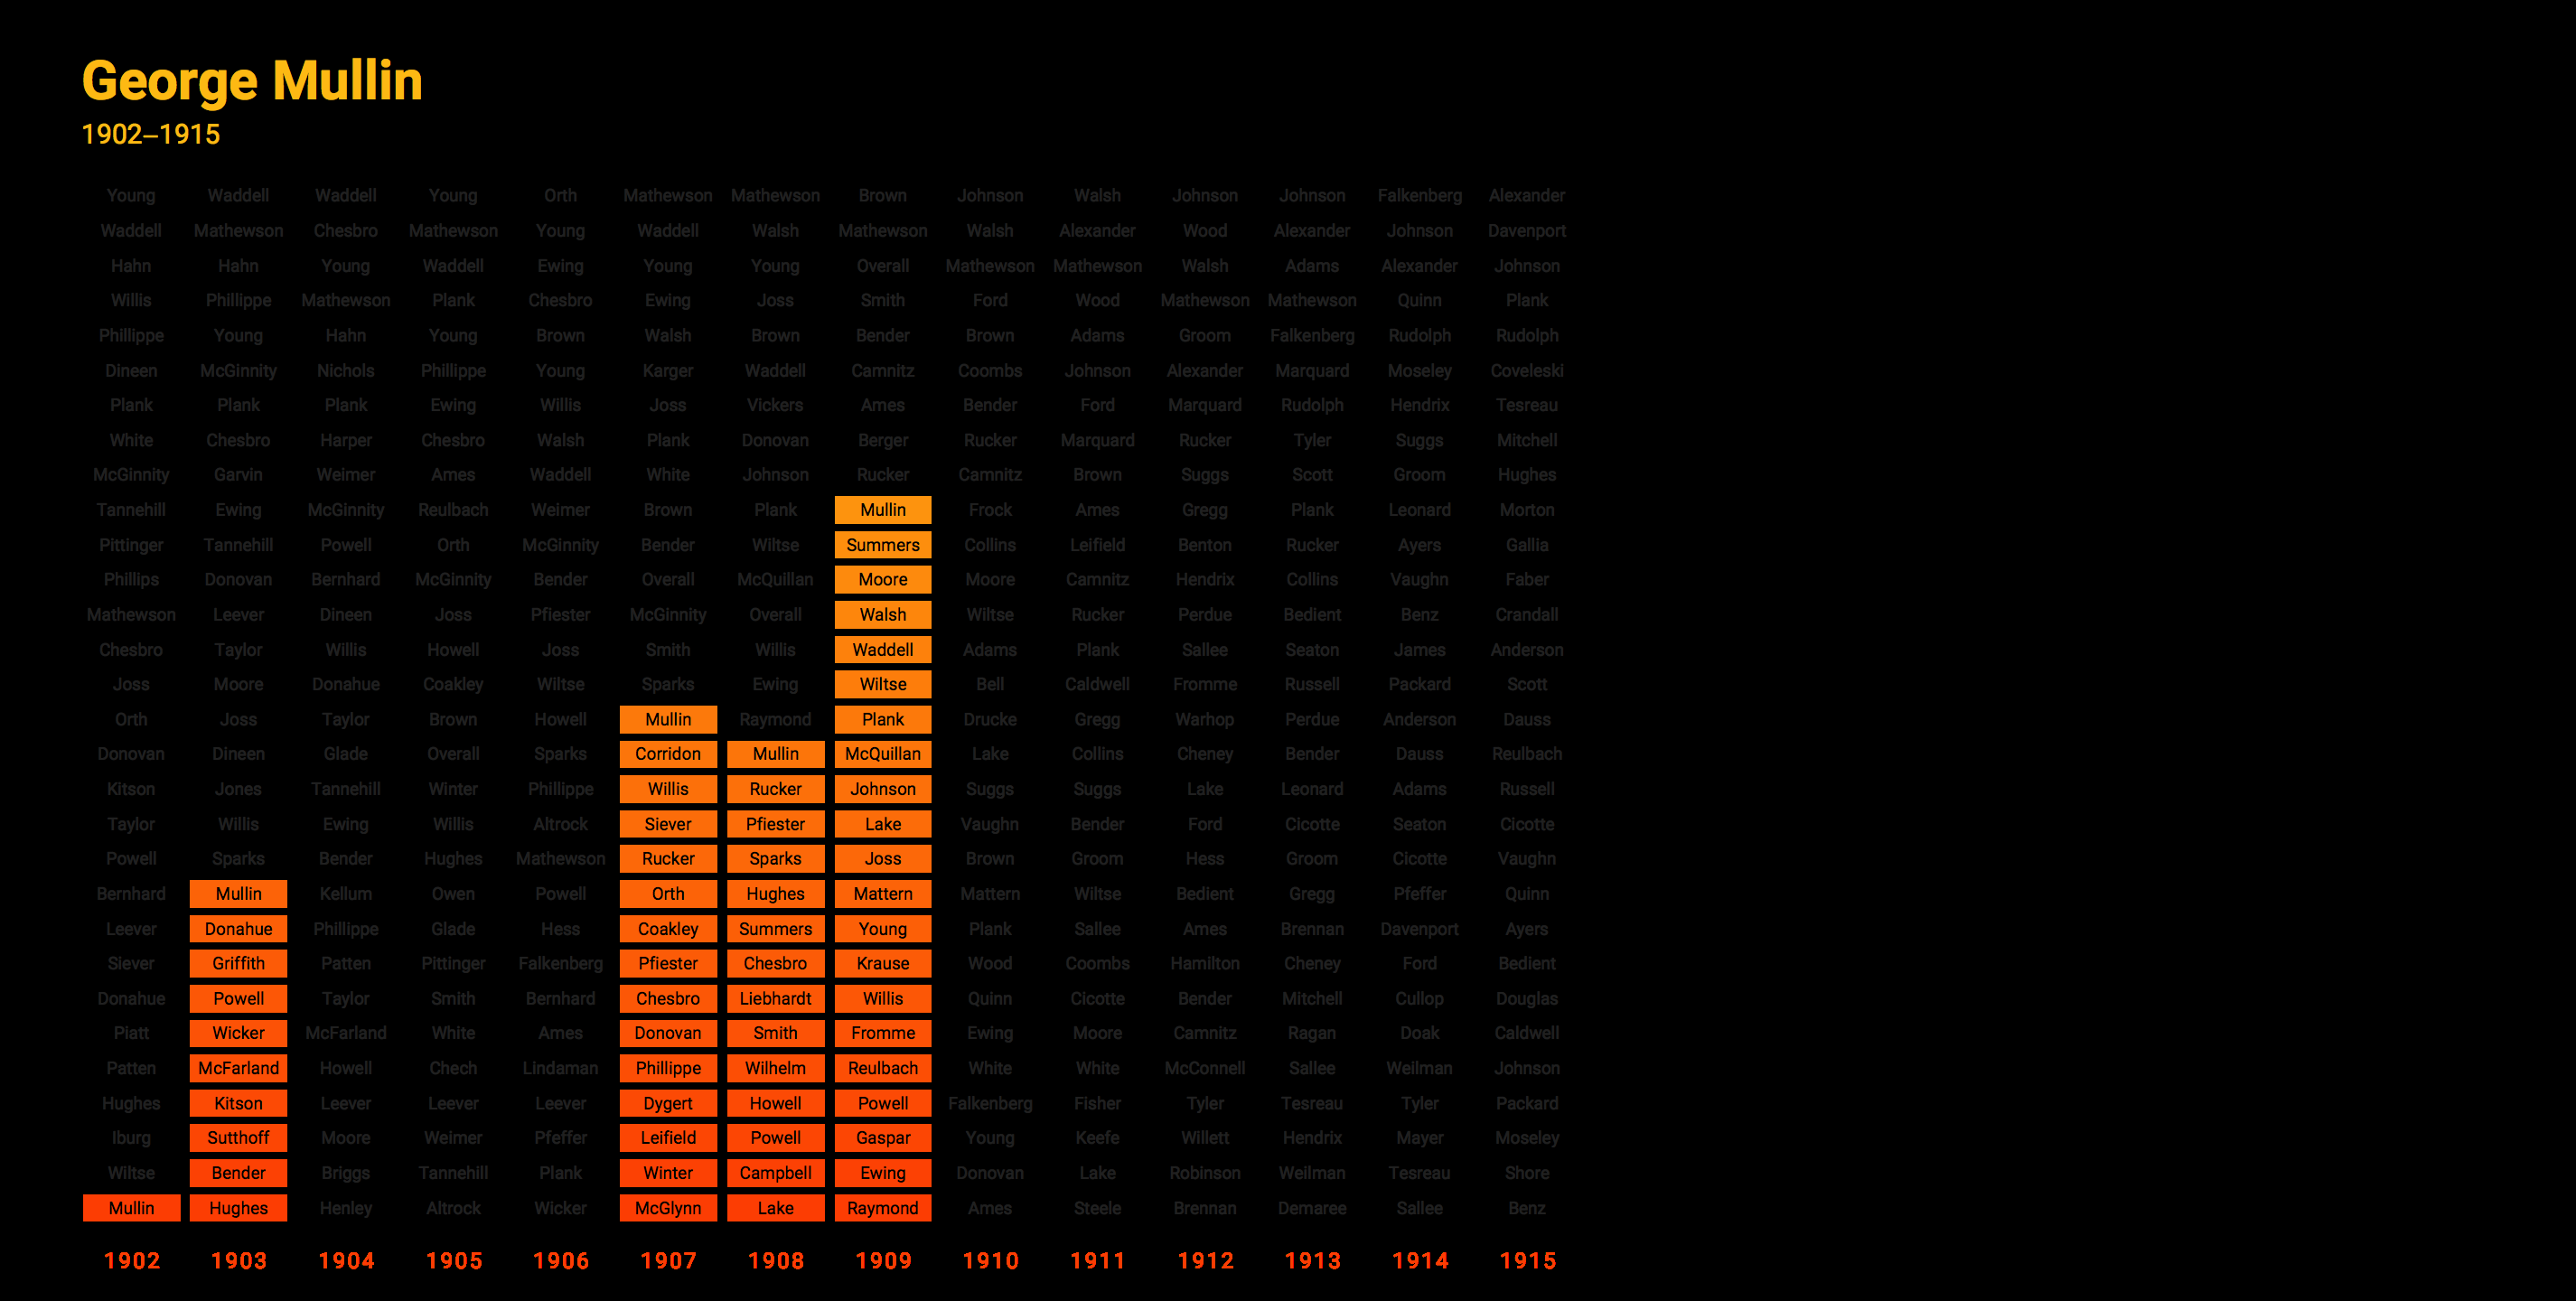 George Mullin
1902–1915
Young Waddell Waddell Young Orth Mathewson Mathewson Brown Johnson Walsh Johnson Johnson Falkenberg Alexander
Waddell Mathewson Chesbro Mathewson Young Waddell Walsh Mathewson Walsh Alexander Wood Alexander Johnson Davenport
Hahn Hahn Young Waddell Ewing Young Young Overall Mathewson Mathewson Walsh Adams Alexander Johnson
Willis Phillippe Mathewson Plank Chesbro Ewing Joss Smith Ford Wood Mathewson Mathewson Quinn Plank
Phillippe Young Hahn Young Brown Walsh Brown Bender Brown Adams Groom Falkenberg Rudolph Rudolph
Dineen McGinnity Nichols Phillippe Young Karger Waddell Camnitz Coombs Johnson Alexander Marquard Moseley Coveleski
Plank Plank Plank Ewing Willis Joss Vickers Ames Bender Ford Marquard Rudolph Hendrix Tesreau
White Chesbro Harper Chesbro Walsh Plank Donovan Berger Rucker Marquard Rucker Tyler Suggs Mitchell
McGinnity Garvin Weimer Ames Waddell White Johnson Rucker Camnitz Brown Suggs Scott Groom Hughes
Tannehill Ewing McGinnity Reulbach Weimer Brown Plank Mullin Frock Ames Gregg Plank Leonard Morton
Pittinger Tannehill Powell Orth McGinnity Bender Wiltse Summers Collins Leifield Benton Rucker Ayers Gallia
Phillips Donovan Bernhard McGinnity Bender Overall McQuillan Moore Moore Camnitz Hendrix Collins Vaughn Faber
Mathewson Leever Dineen Joss Pfiester McGinnity Overall Walsh Wiltse Rucker Perdue Bedient Benz Crandall
Chesbro Taylor Willis Howell Joss Smith Willis Waddell Adams Plank Sallee Seaton James Anderson
Joss Moore Donahue Coakley Wiltse Sparks Ewing Wiltse Bell Caldwell Fromme Russell Packard Scott
Orth Joss Taylor Brown Howell Mullin Raymond Plank Drucke Gregg Warhop Perdue Anderson Dauss
Donovan Dineen Glade Overall Sparks Corridon Mullin McQuillan Lake Collins Cheney Bender Dauss Reulbach
Kitson Jones Tannehill Winter Phillippe Willis Rucker Johnson Suggs Suggs Lake Leonard Adams Russell
Taylor Willis Ewing Willis Altrock Siever Pfiester Lake Vaughn Bender Ford Cicotte Seaton Cicotte
Powell Sparks Bender Hughes Mathewson Rucker Sparks Joss Brown Groom Hess Groom Cicotte Vaughn
Bernhard Mullin Kellum Owen Powell Orth Hughes Mattern Mattern Wiltse Bedient Gregg Pfeffer Quinn
Leever Donahue Phillippe Glade Hess Coakley Summers Young Plank Sallee Ames Brennan Davenport Ayers
Siever Griffith Patten Pittinger Falkenberg Pfiester Chesbro Krause Wood Coombs Hamilton Cheney Ford Bedient
Donahue Powell Taylor Smith Bernhard Chesbro Liebhardt Willis Quinn Cicotte Bender Mitchell Cullop Douglas
Piatt Wicker McFarland White Ames Donovan Smith Fromme Ewing Moore Camnitz Ragan Doak Caldwell
Patten McFarland Howell Chech Lindaman Phillippe Wilhelm Reulbach White White McConnell Sallee Weilman Johnson
Hughes Kitson Leever Leever Leever Dygert Howell Powell Falkenberg Fisher Tyler Tesreau Tyler Packard
Iburg Sutthoff Moore Weimer Pfeffer Leifield Powell Gaspar Young Keefe Willett Hendrix Mayer Moseley
Wiltse Bender Briggs Tannehill Plank Winter Campbell Ewing Donovan Lake Robinson Weilman Tesreau Shore
Mullin Hughes Henley Altrock Wicker McGlynn Lake Raymond Ames Steele Brennan Demaree Sallee Benz
1902 1903 1904 1905 1906 1907 1908 1909 1910 1911 1912 1913 1914 1915